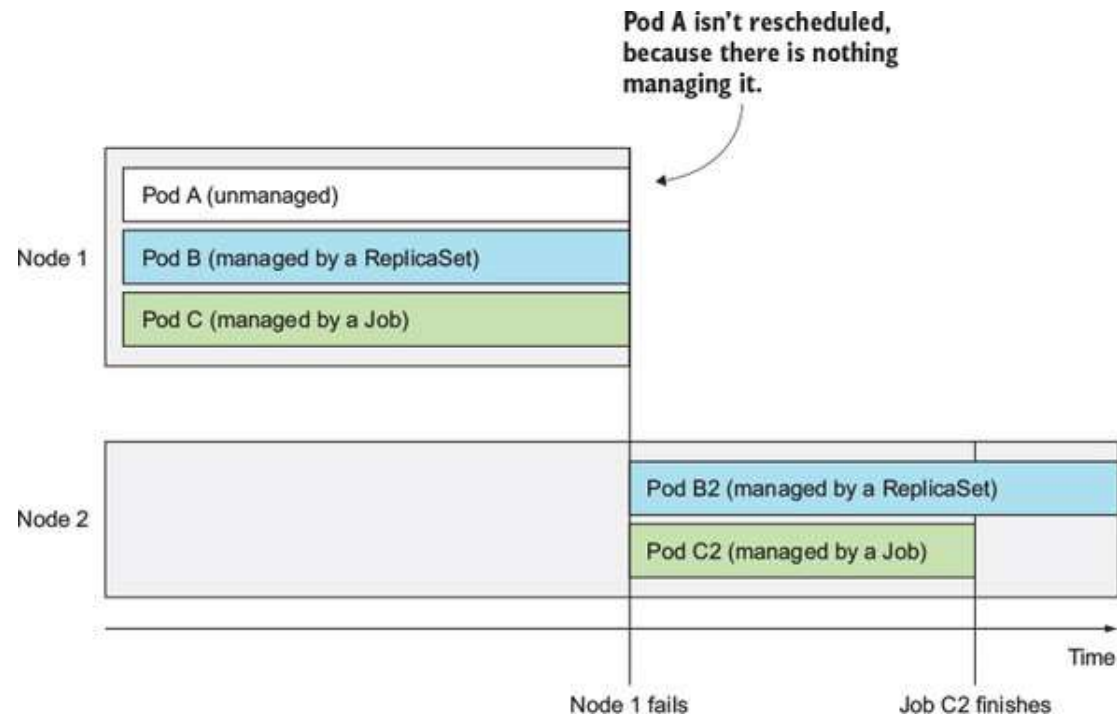 Pod A isn't rescheduled,
because there is nothing
managing it.
Node 1
Pod A (unmanaged)
Pod B (managed by a ReplicaSet)
Pod C (managed by a Job)
Node 2
Pod B2 (managed by a ReplicaSet)
Pod C2 (managed by a Job)
Time
Node 1 fails
Job C2 finishes